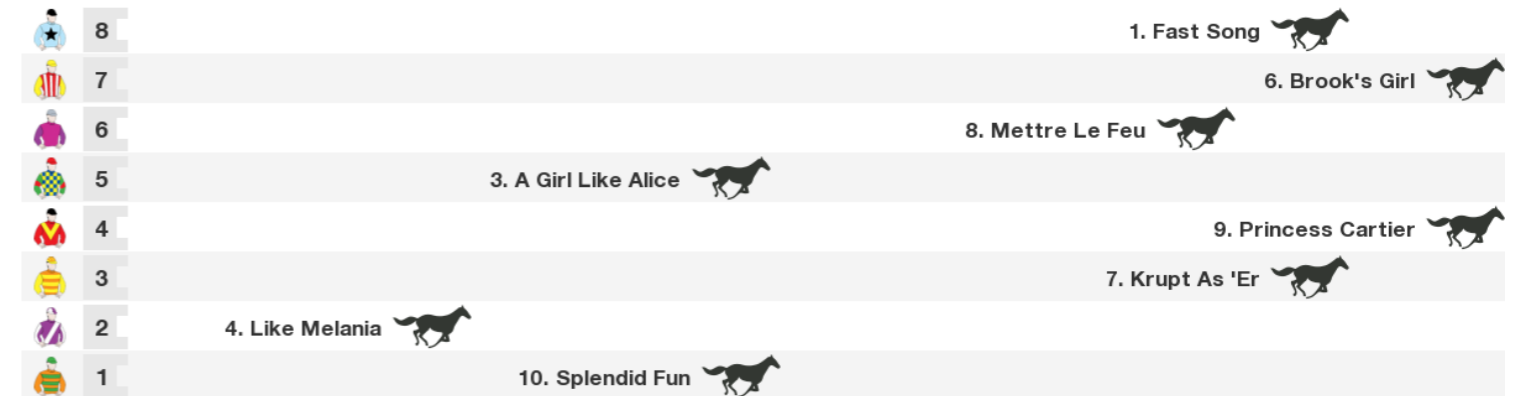 8 1. Fast Song
7 6. Brook's Girl
6 8. Mettre Le Feu
5 3. A Girl Like Alice
4 9. Princess Cartier
3 7. Krupt As 'Er
2 4. Like Melania
1 10. Splendid Fun